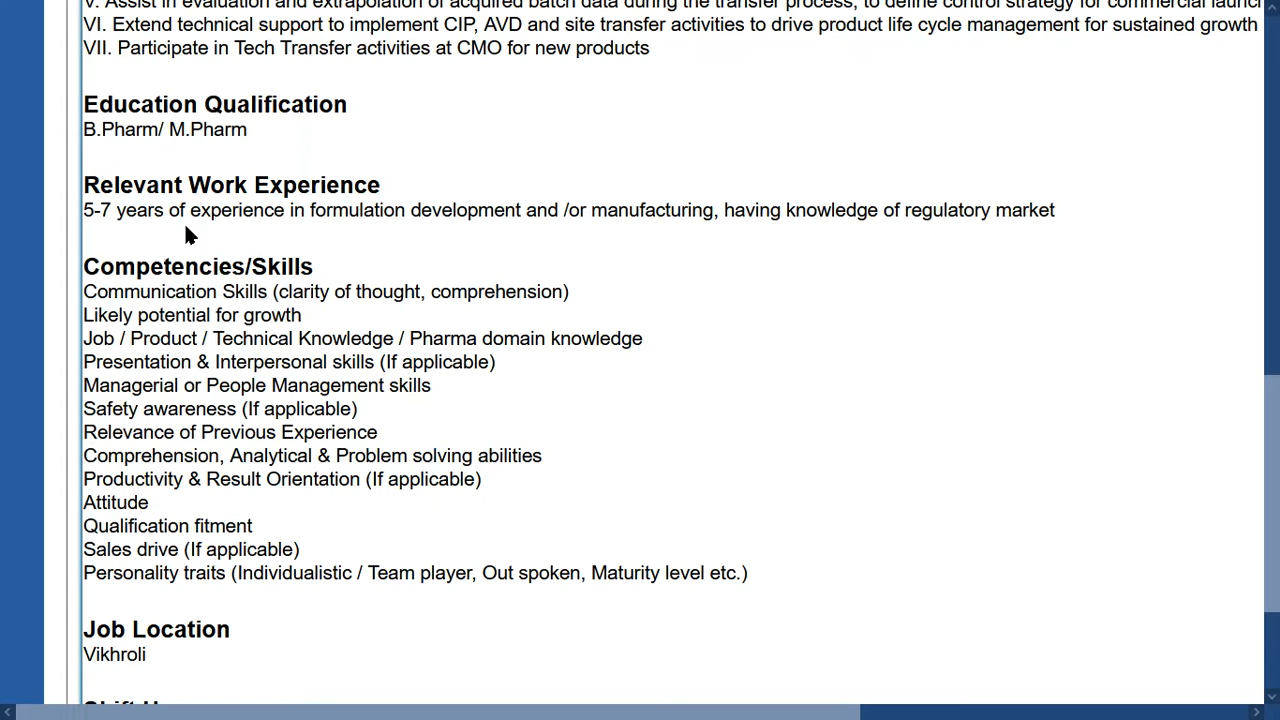 V. Assist in evaluation and extrapolation of acquired batch data during the transfer process, to define control strategy for commercial
VI. Extend technical support to implement CIP, AVD and site transfer activities to drive product life cycle management for sustained growth
VII. Participate in Tech Transfer activities at CMO for new products
Education Qualification
B.Pharm/ M.Pharm
Relevant Work Experience
5-7 years of experience in formulation development and /or manufacturing, having knowledge of regulatory market
Competencies/Skills
Communication Skills (clarity of thought, comprehension)
Likely potential for growth
Job / Product / Technical Knowledge / Pharma domain knowledge
Presentation & Interpersonal skills (If applicable)
Managerial or People Management skills
Safety awareness (If applicable)
Relevance of Previous Experience
Comprehension, Analytical & Problem solving abilities
Productivity & Result Orientation (If applicable)
Attitude
Qualification fitment
Sales drive (If applicable)
Personality traits (Individualistic / Team player, Out spoken, Maturity level etc.)
Job Location
Vikhroli